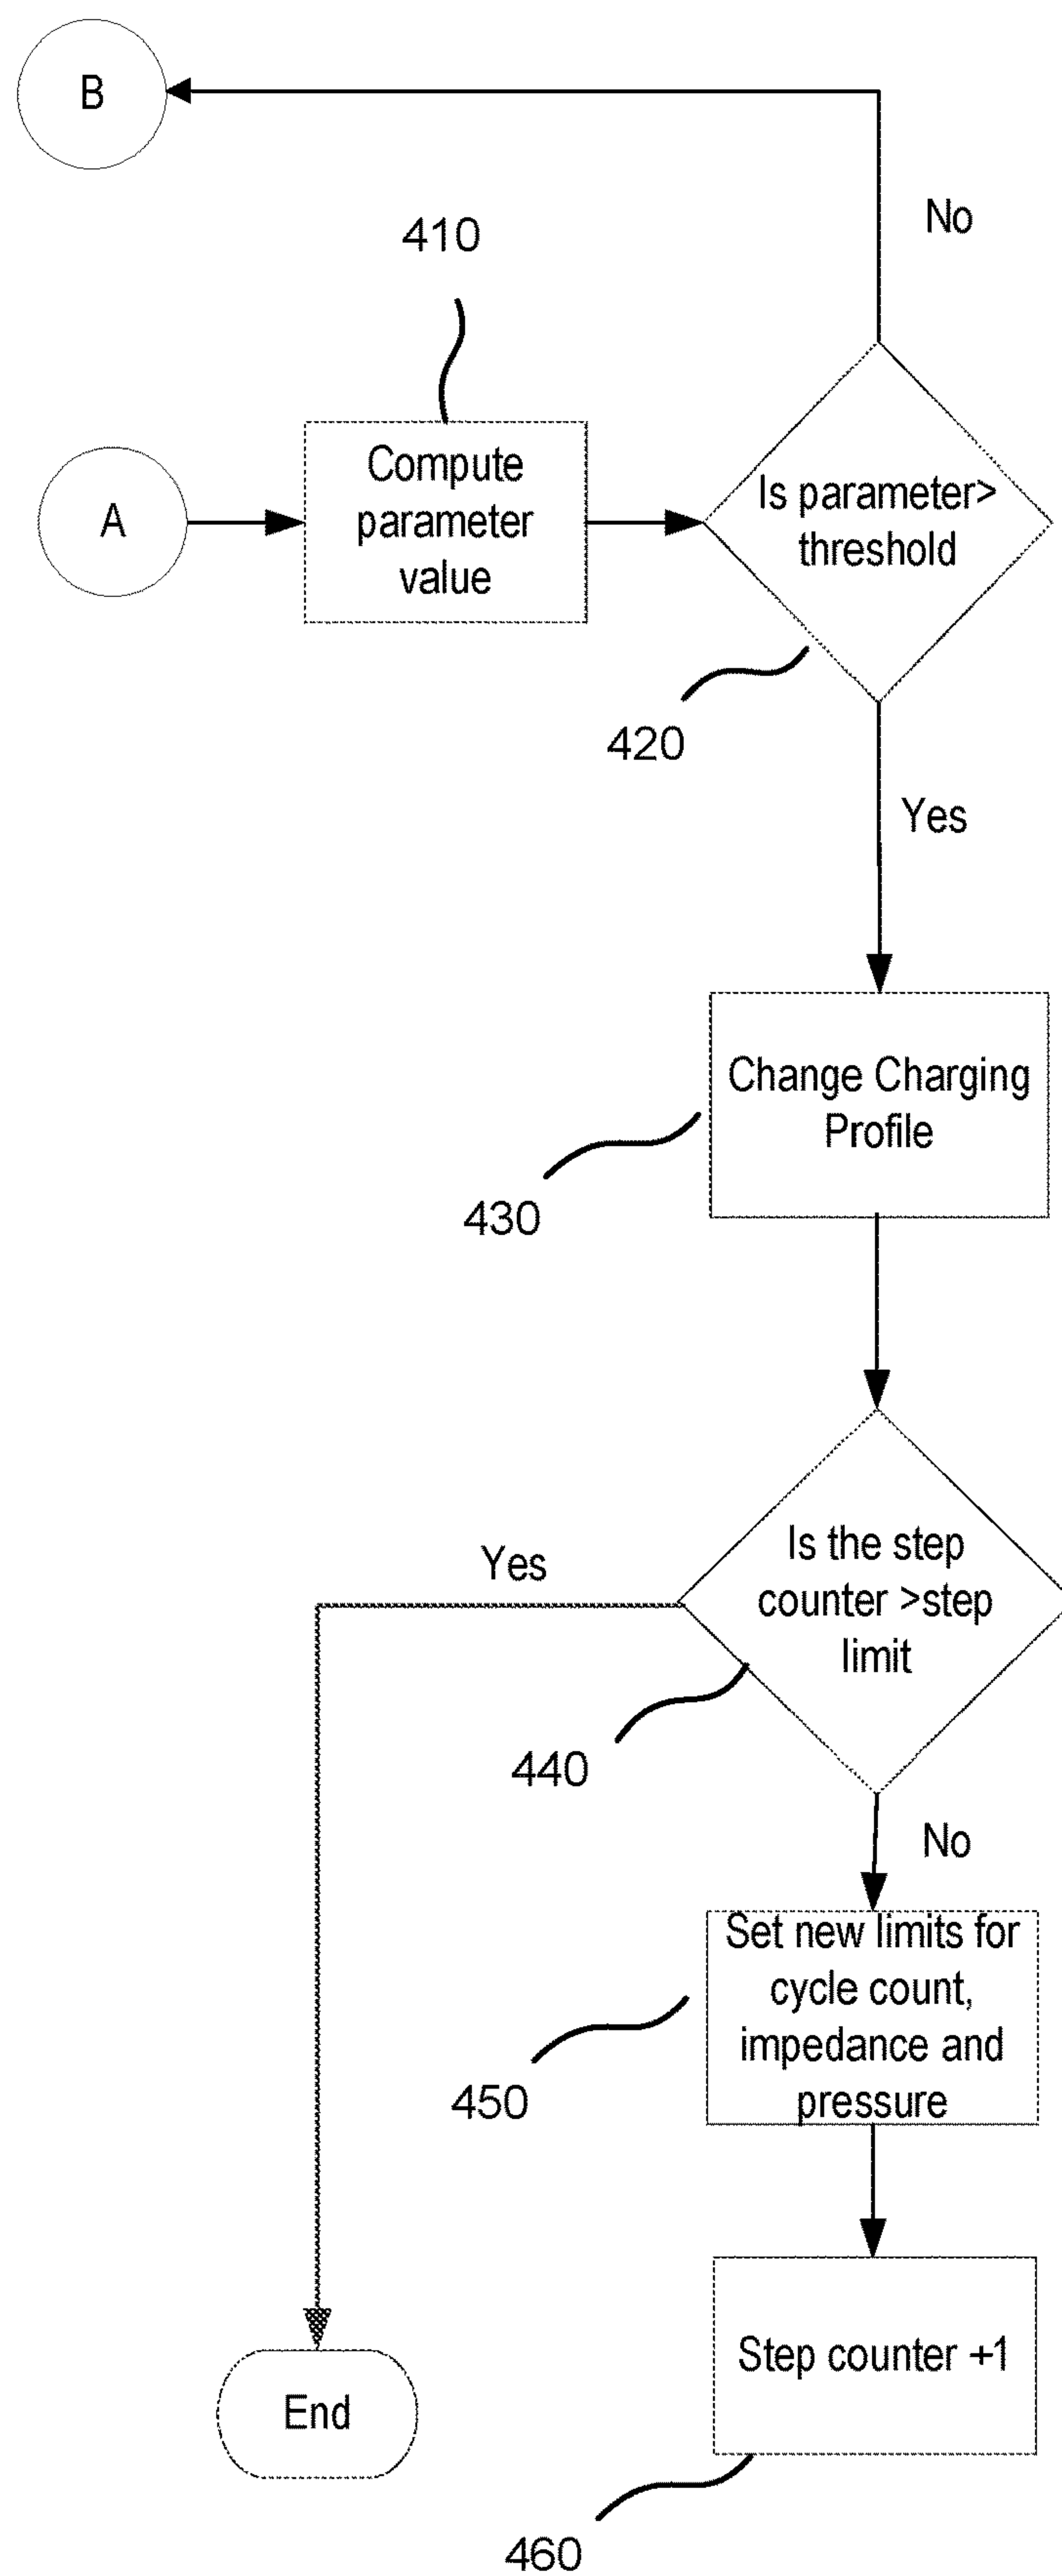 B
No
410
A
Compute
parameter
value
Is parameter>
threshold
420
Yes
Change Charging
Profile
430
Is the step
counter >step
limit
Yes
440
No
Set new limits for
cycle count,
impedance and
pressure
450
Step counter +1
End
460